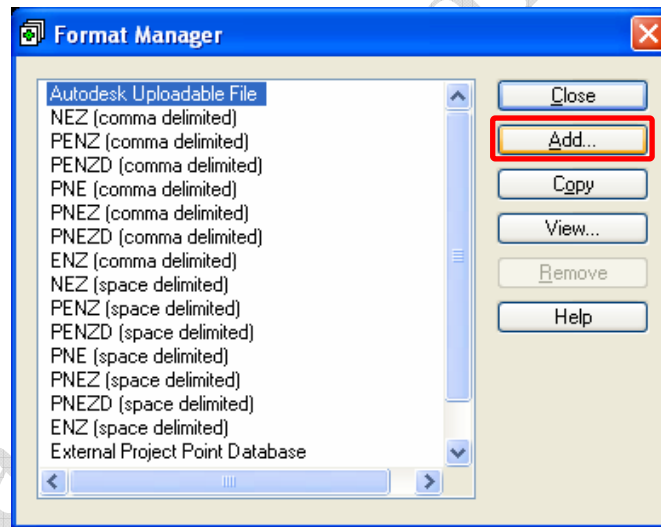 Format Manager
Autodesk Uploadable File
NEZ (comma delimited)
PENZ (comma delimited)
PENZD (comma delimited)
PNE (comma delimited)
PNEZ (comma delimited)
PNEZD (comma delimited)
ENZ (comma delimited)
NEZ (space delimited)
PENZ (space delimited)
PENZD (space delimited)
PNE (space delimited)
PNEZ (space delimited)
PNEZD (space delimited)
ENZ (space delimited)
External Project Point Database
Close
Add...
Copy
View...
Remove
Help